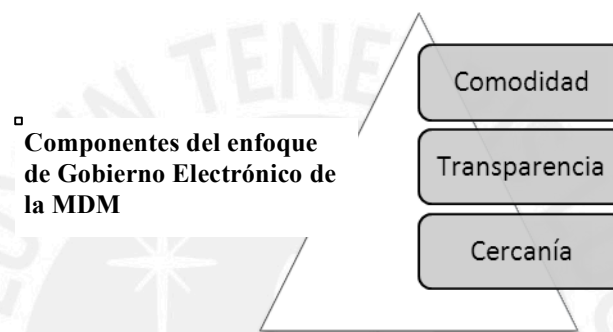 Componentes del enfoque
de Gobierno Electrónico de
la MDM
Comodidad
Transparencia
Cercanía